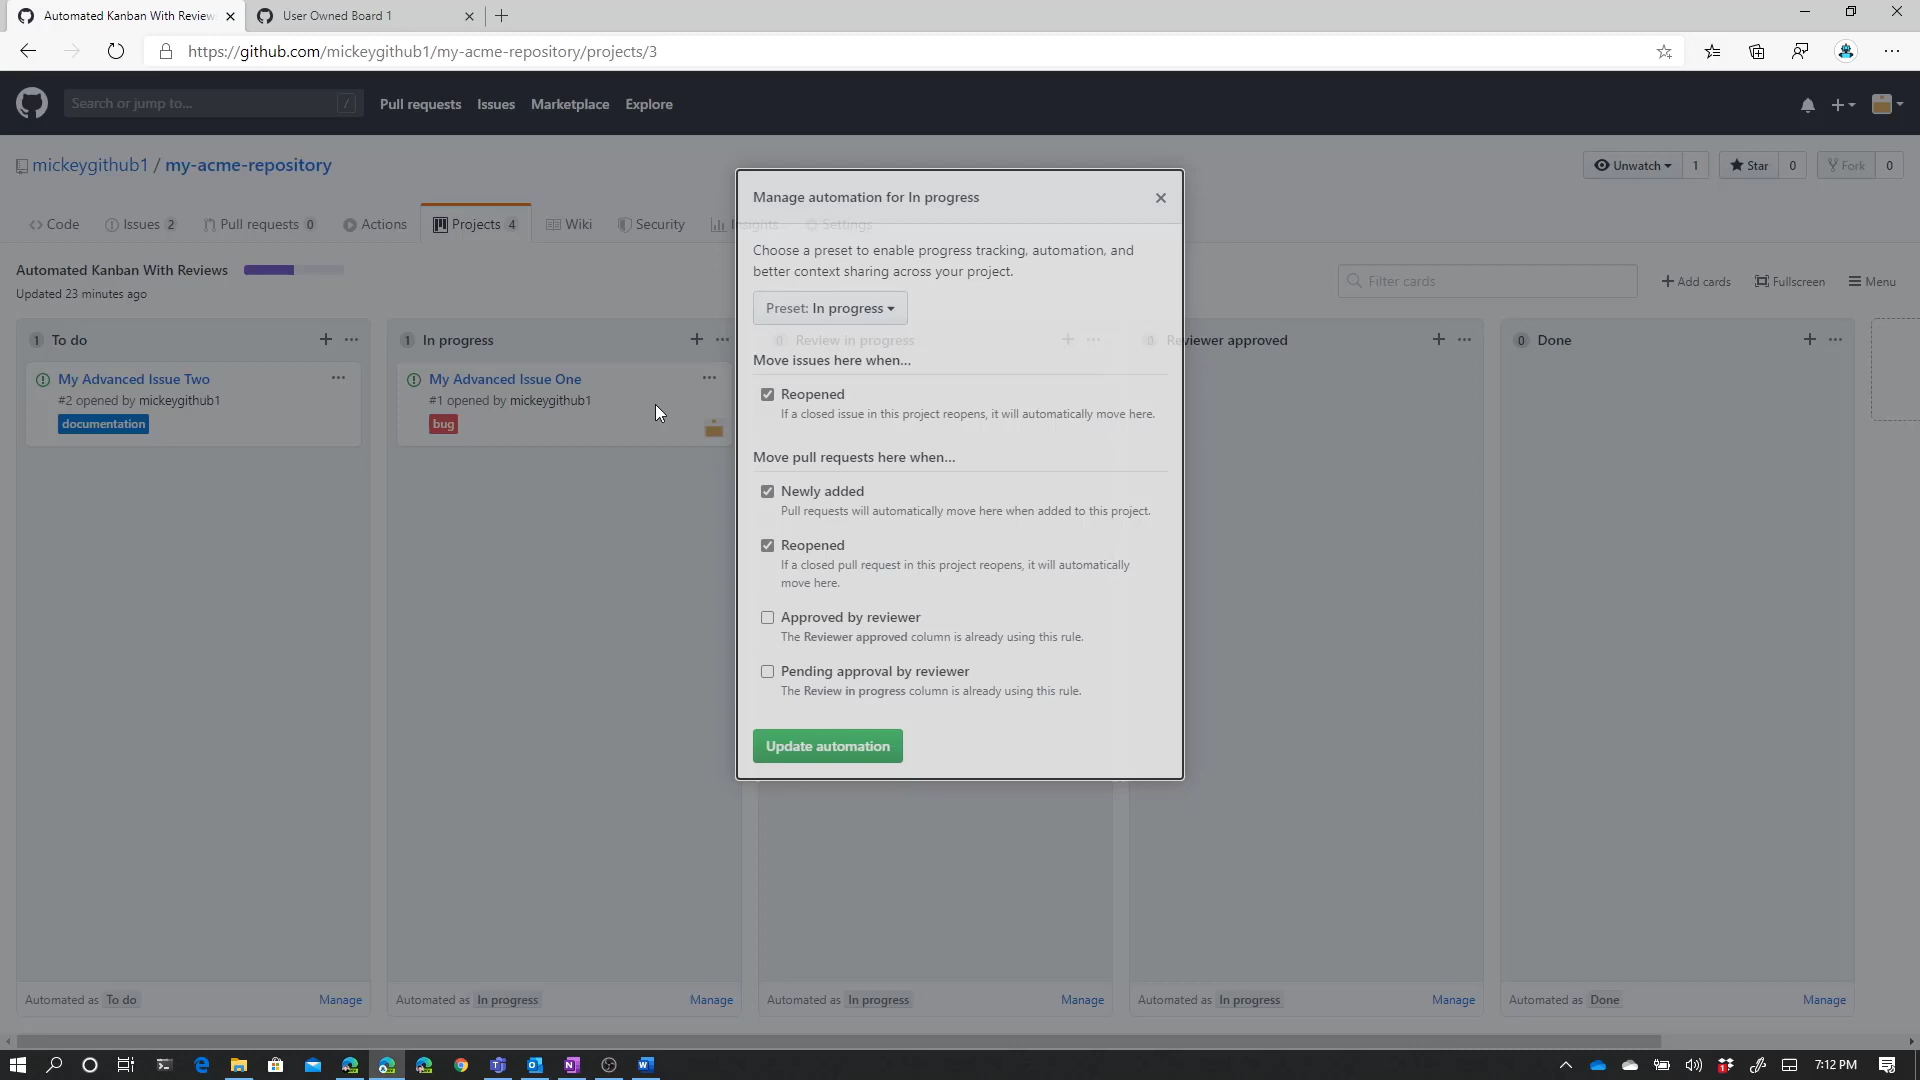 Automated Kanban With Review
User Owned Board 1
https://github.com/mickeygithub1/my-acme-repository/projects/3
Search or jump to... /
Pull requests Issues Marketplace Explore
mickeygithub1 / my-acme-repository
Unwatch 1 Star 0 Fork 0
Code Issues 2 Pull requests 0 Actions Projects 4 Wiki Security Insights Settings
Automated Kanban With Reviews
Updated 23 minutes ago
Filter cards
Add cards Fullscreen Menu
1 To do
My Advanced Issue Two
#2 opened by mickeygithub1
documentation
Automated as To do Manage
1 In progress
My Advanced Issue One
#1 opened by mickeygithub1
bug
Automated as In progress Manage
0 Review in progress
Automated as In progress Manage
0 Reviewer approved
Automated as In progress Manage
0 Done
Automated as Done Manage
Manage automation for In progress
Choose a preset to enable progress tracking, automation, and
better context sharing across your project.
Preset: In progress
Move issues here when...
Reopened
If a closed issue in this project reopens, it will automatically move here.
Move pull requests here when...
Newly added
Pull requests will automatically move here when added to this project.
Reopened
If a closed pull request in this project reopens, it will automatically
move here.
Approved by reviewer
The Reviewer approved column is already using this rule.
Pending approval by reviewer
The Review in progress column is already using this rule.
Update automation
7:12 PM